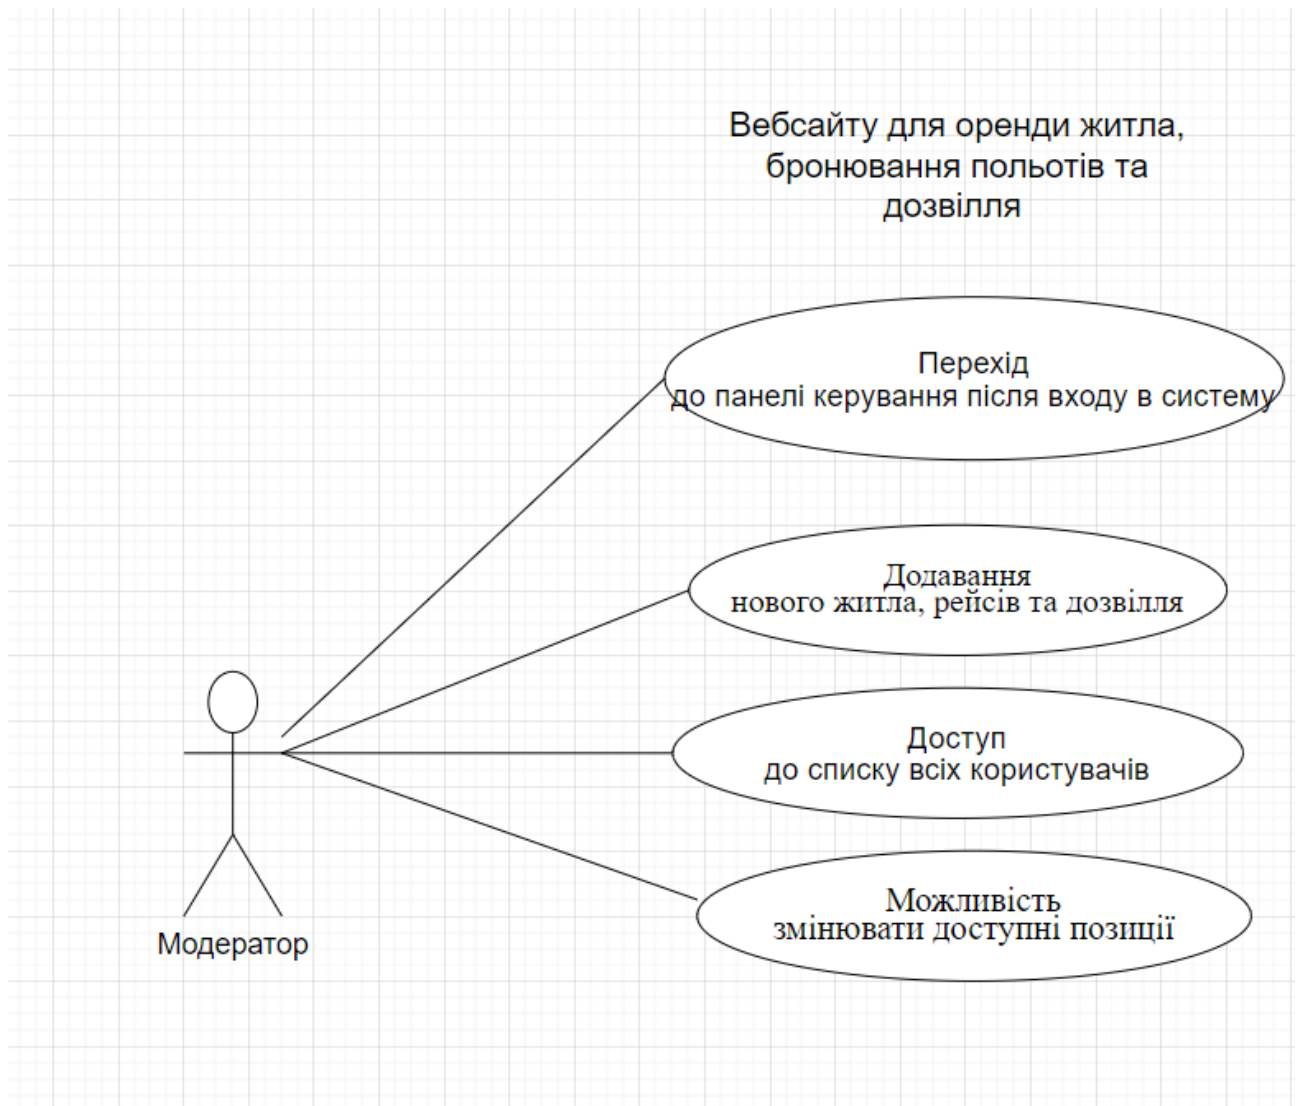 Вебсайту для оренди житла,
бронювання польотів та
дозвілля
Перехід
до панелі керування після входу в систему
Додавання
нового житла, рейсів та дозвілля
Доступ
до списку всіх користувачів
Можливість
змінювати доступні позиції
Модератор